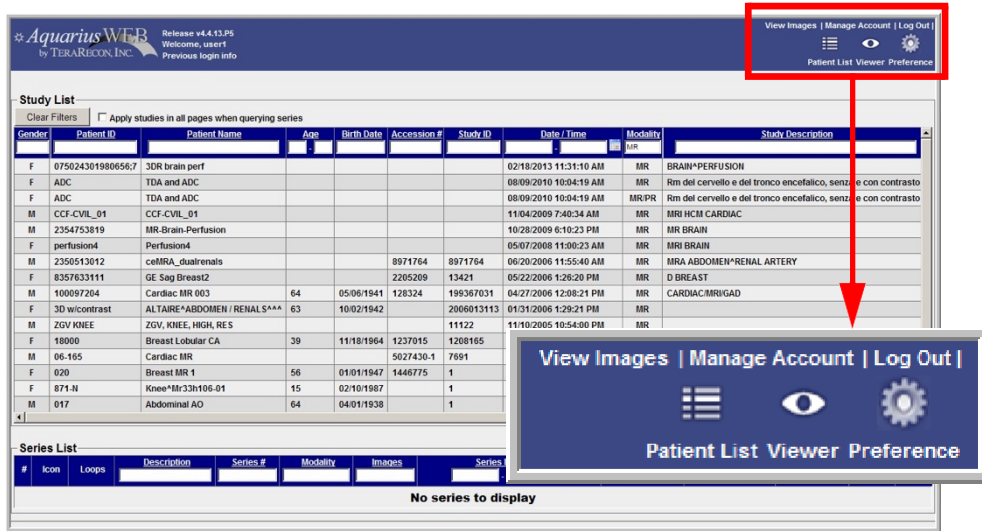 View Images | Manage Account | Log Out |
Aquarius WEB
by TERARECON, INC.
Release v4.4.13.P5
Welcome, user1
Previous login info
Patient List Viewer Preference
Study List
Clear Filters Apply studies in all pages when querying series
Gender Patient ID Patient Name Age Birth Date Accession # Study ID Date / Time Modality Study Description
- - MR
F 075024301980656;7 3DR brain perf 02/18/2013 11:31:10 AM MR BRAIN^PERFUSION
F ADC TDA and ADC 08/09/2010 10:04:19 AM MR Rm del cervello e del tronco encefalico, senza e con contrasto
F ADC TDA and ADC 08/09/2010 10:04:19 AM MR/PR Rm del cervello e del tronco encefalico, senza e con contrasto
M CCF-CVIL_01 CCF-CVIL_01 11/04/2009 7:40:34 AM MR MRI HCM CARDIAC
M 2354753819 MR-Brain-Perfusion 10/28/2009 6:10:23 PM MR MR BRAIN
F perfusion4 Perfusion4 05/07/2008 11:00:23 AM MR MRI BRAIN
M 2350513012 ceMRA_dualrenals 8971764 8971764 06/20/2006 11:55:40 AM MR MRA ABDOMEN^RENAL ARTERY
F 8357633111 GE Sag Breast2 2205209 13421 05/22/2006 1:26:20 PM MR D BREAST
M 100097204 Cardiac MR 003 64 05/06/1941 128324 199367031 04/27/2006 12:08:21 PM MR CARDIAC/MRI/GAD
F 3D w/contrast ALTAIRE^ABDOMEN / RENALS^^^ 63 10/02/1942 2006013113 01/31/2006 1:29:21 PM MR
M ZGV KNEE ZGV, KNEE, HIGH, RES 11122 11/10/2005 10:54:00 PM MR
F 18000 Breast Lobular CA 39 11/18/1964 1237015 1208165
M 06-165 Cardiac MR 5027430-1 7691
F 020 Breast MR 1 56 01/01/1947 1446775 1
F 871-N Knee^Mr33h106-01 15 02/10/1987 1
M 017 Abdominal AO 64 04/01/1938 1
View Images | Manage Account | Log Out |
Patient List Viewer Preference
Series List
# Icon Loops Description Series # Modality Images Series
No series to display